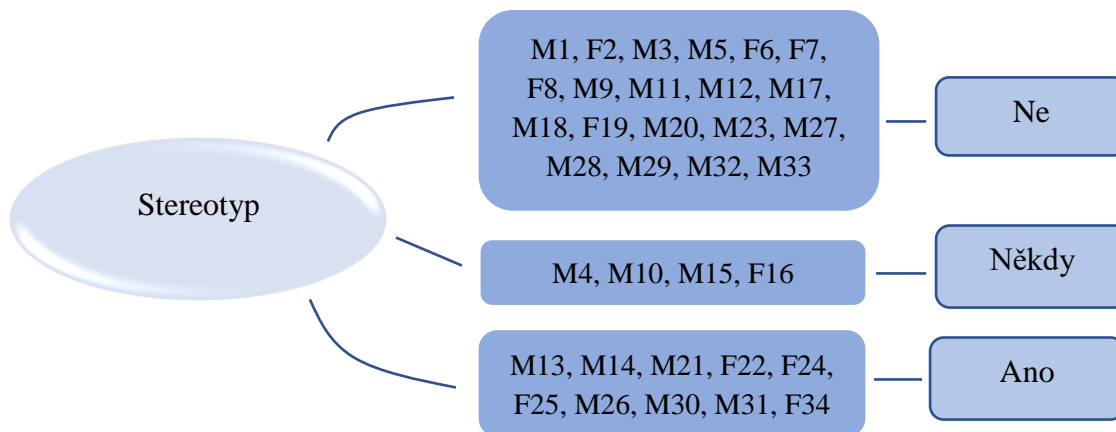 Stereotyp
M1, F2, M3, M5, F6, F7,
F8, M9, M11, M12, M17,
M18, F19, M20, M23, M27,
M28, M29, M32, M33
Ne
M4, M10, M15, F16
Někdy
M13, M14, M21, F22, F24,
F25, M26, M30, M31, F34
Ano